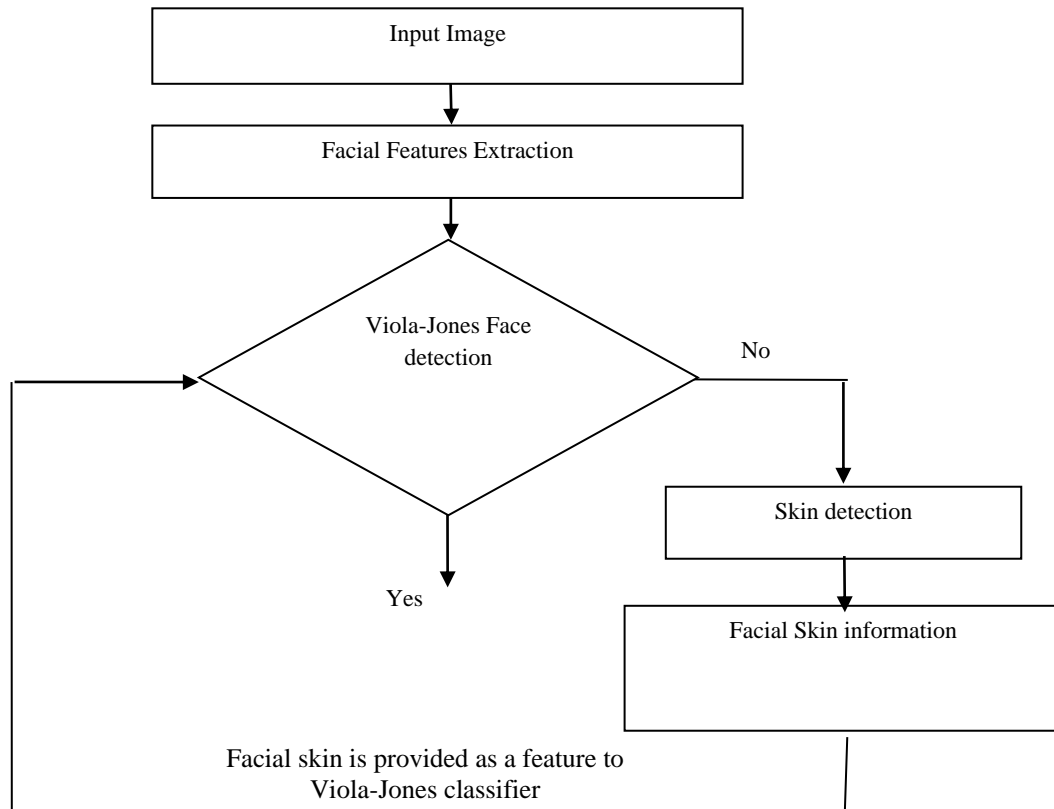 Input Image
Facial Features Extraction
Viola-Jones Face
detection
No
Skin detection
Yes
Facial Skin information
Facial skin is provided as a feature to
Viola-Jones classifier